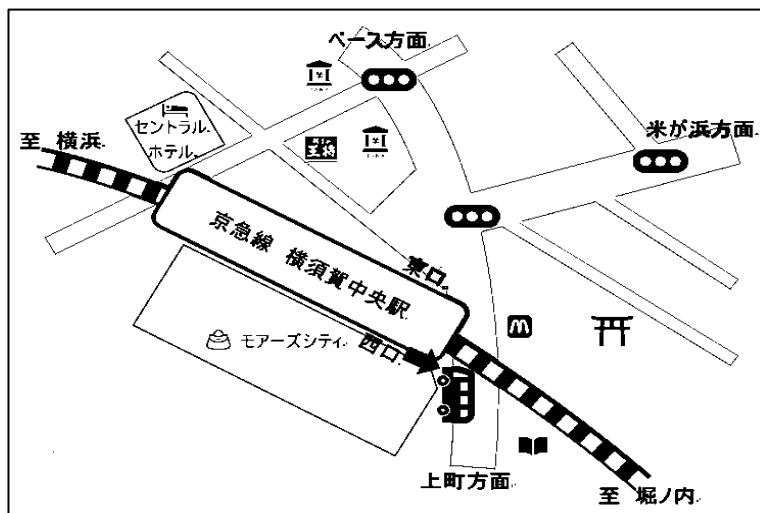 ベース方面
米が浜方面
セントラル
ホテル
至 横浜
王将
京急線 横須賀中央駅
東口
モアーズシティ
西口
上町方面
至 堀ノ内